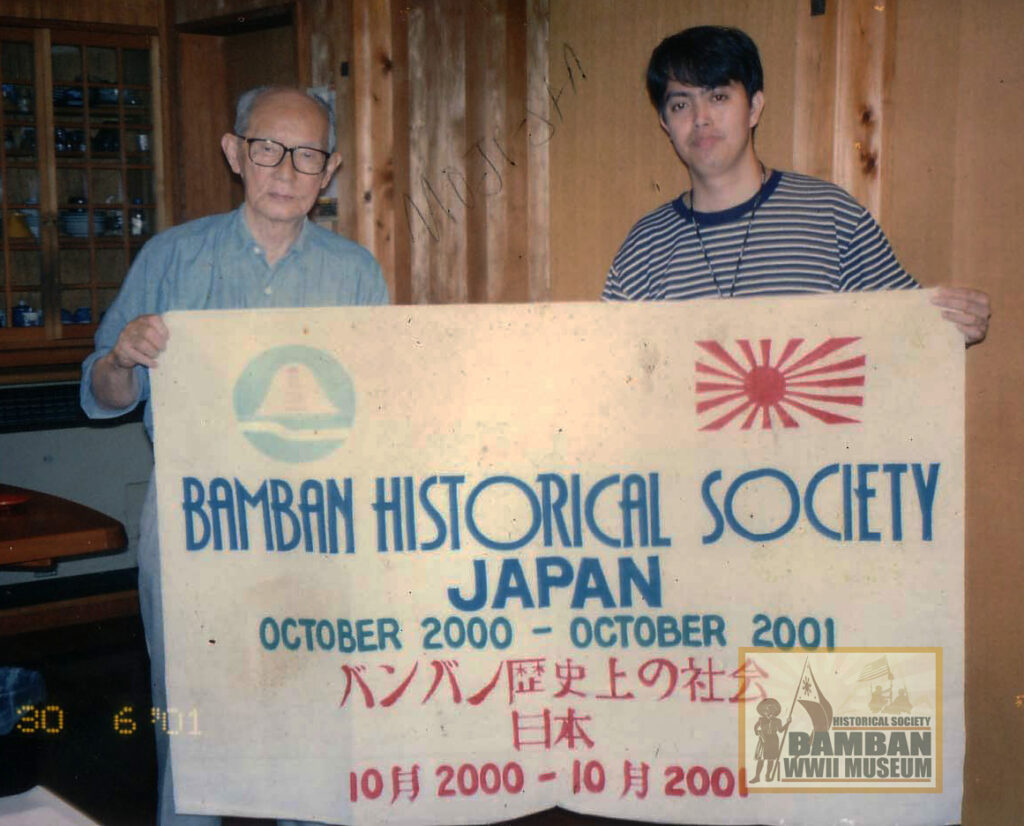 BAMBAN HISTORICAL SOCIETY
JAPAN
OCTOBER 2000 - OCTOBER 2001
バンバン歴史上の社会
日本
10月 2000 - 10月 2001
30 6 '01
HISTORICAL SOCIETY
BAMBAN
WWII MUSEUM